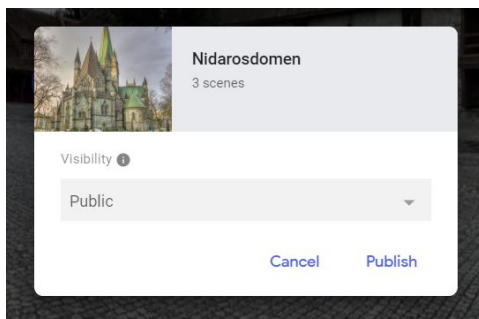 Nidarosdomen
3 scenes
Visibility
Public
Cancel
Publish